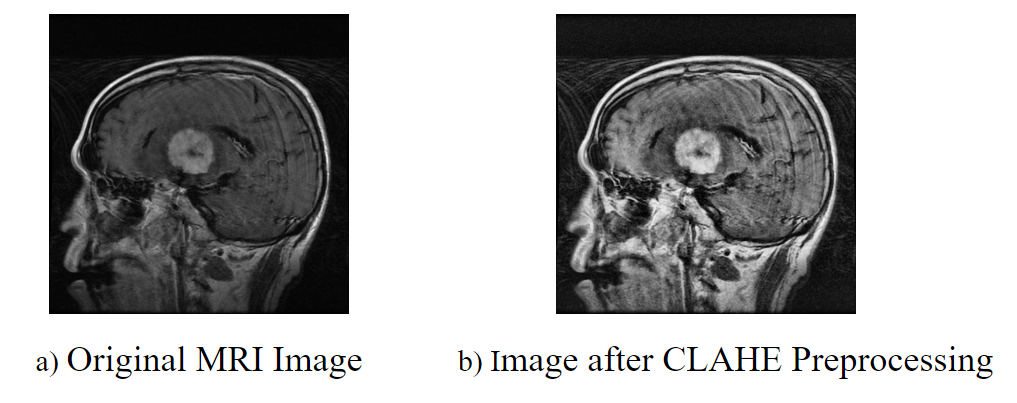 a) Original MRI Image
b) Image after CLAHE Preprocessing